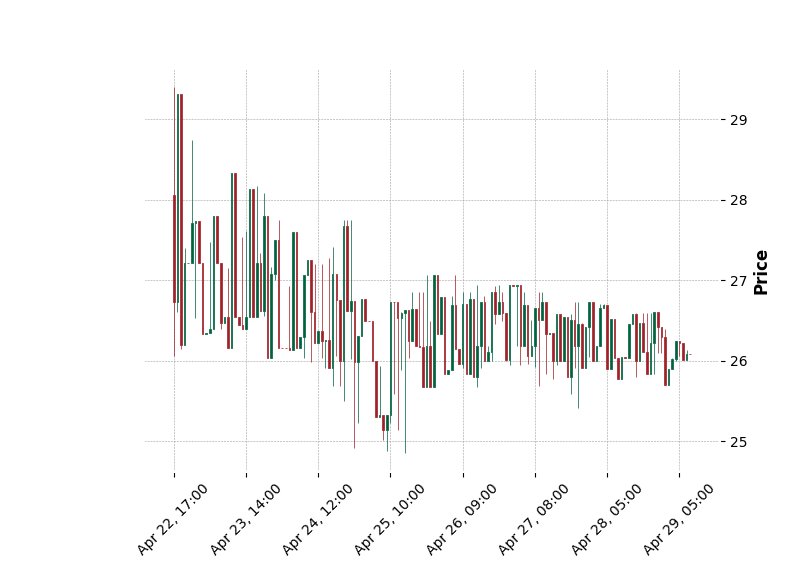 29
28
27
26
25
Price
Apr 22, 17:00
Apr 23, 14:00
Apr 24, 12:00
Apr 25, 10:00
Apr 26, 09:00
Apr 27, 08:00
Apr 28, 05:00
Apr 29, 05:00